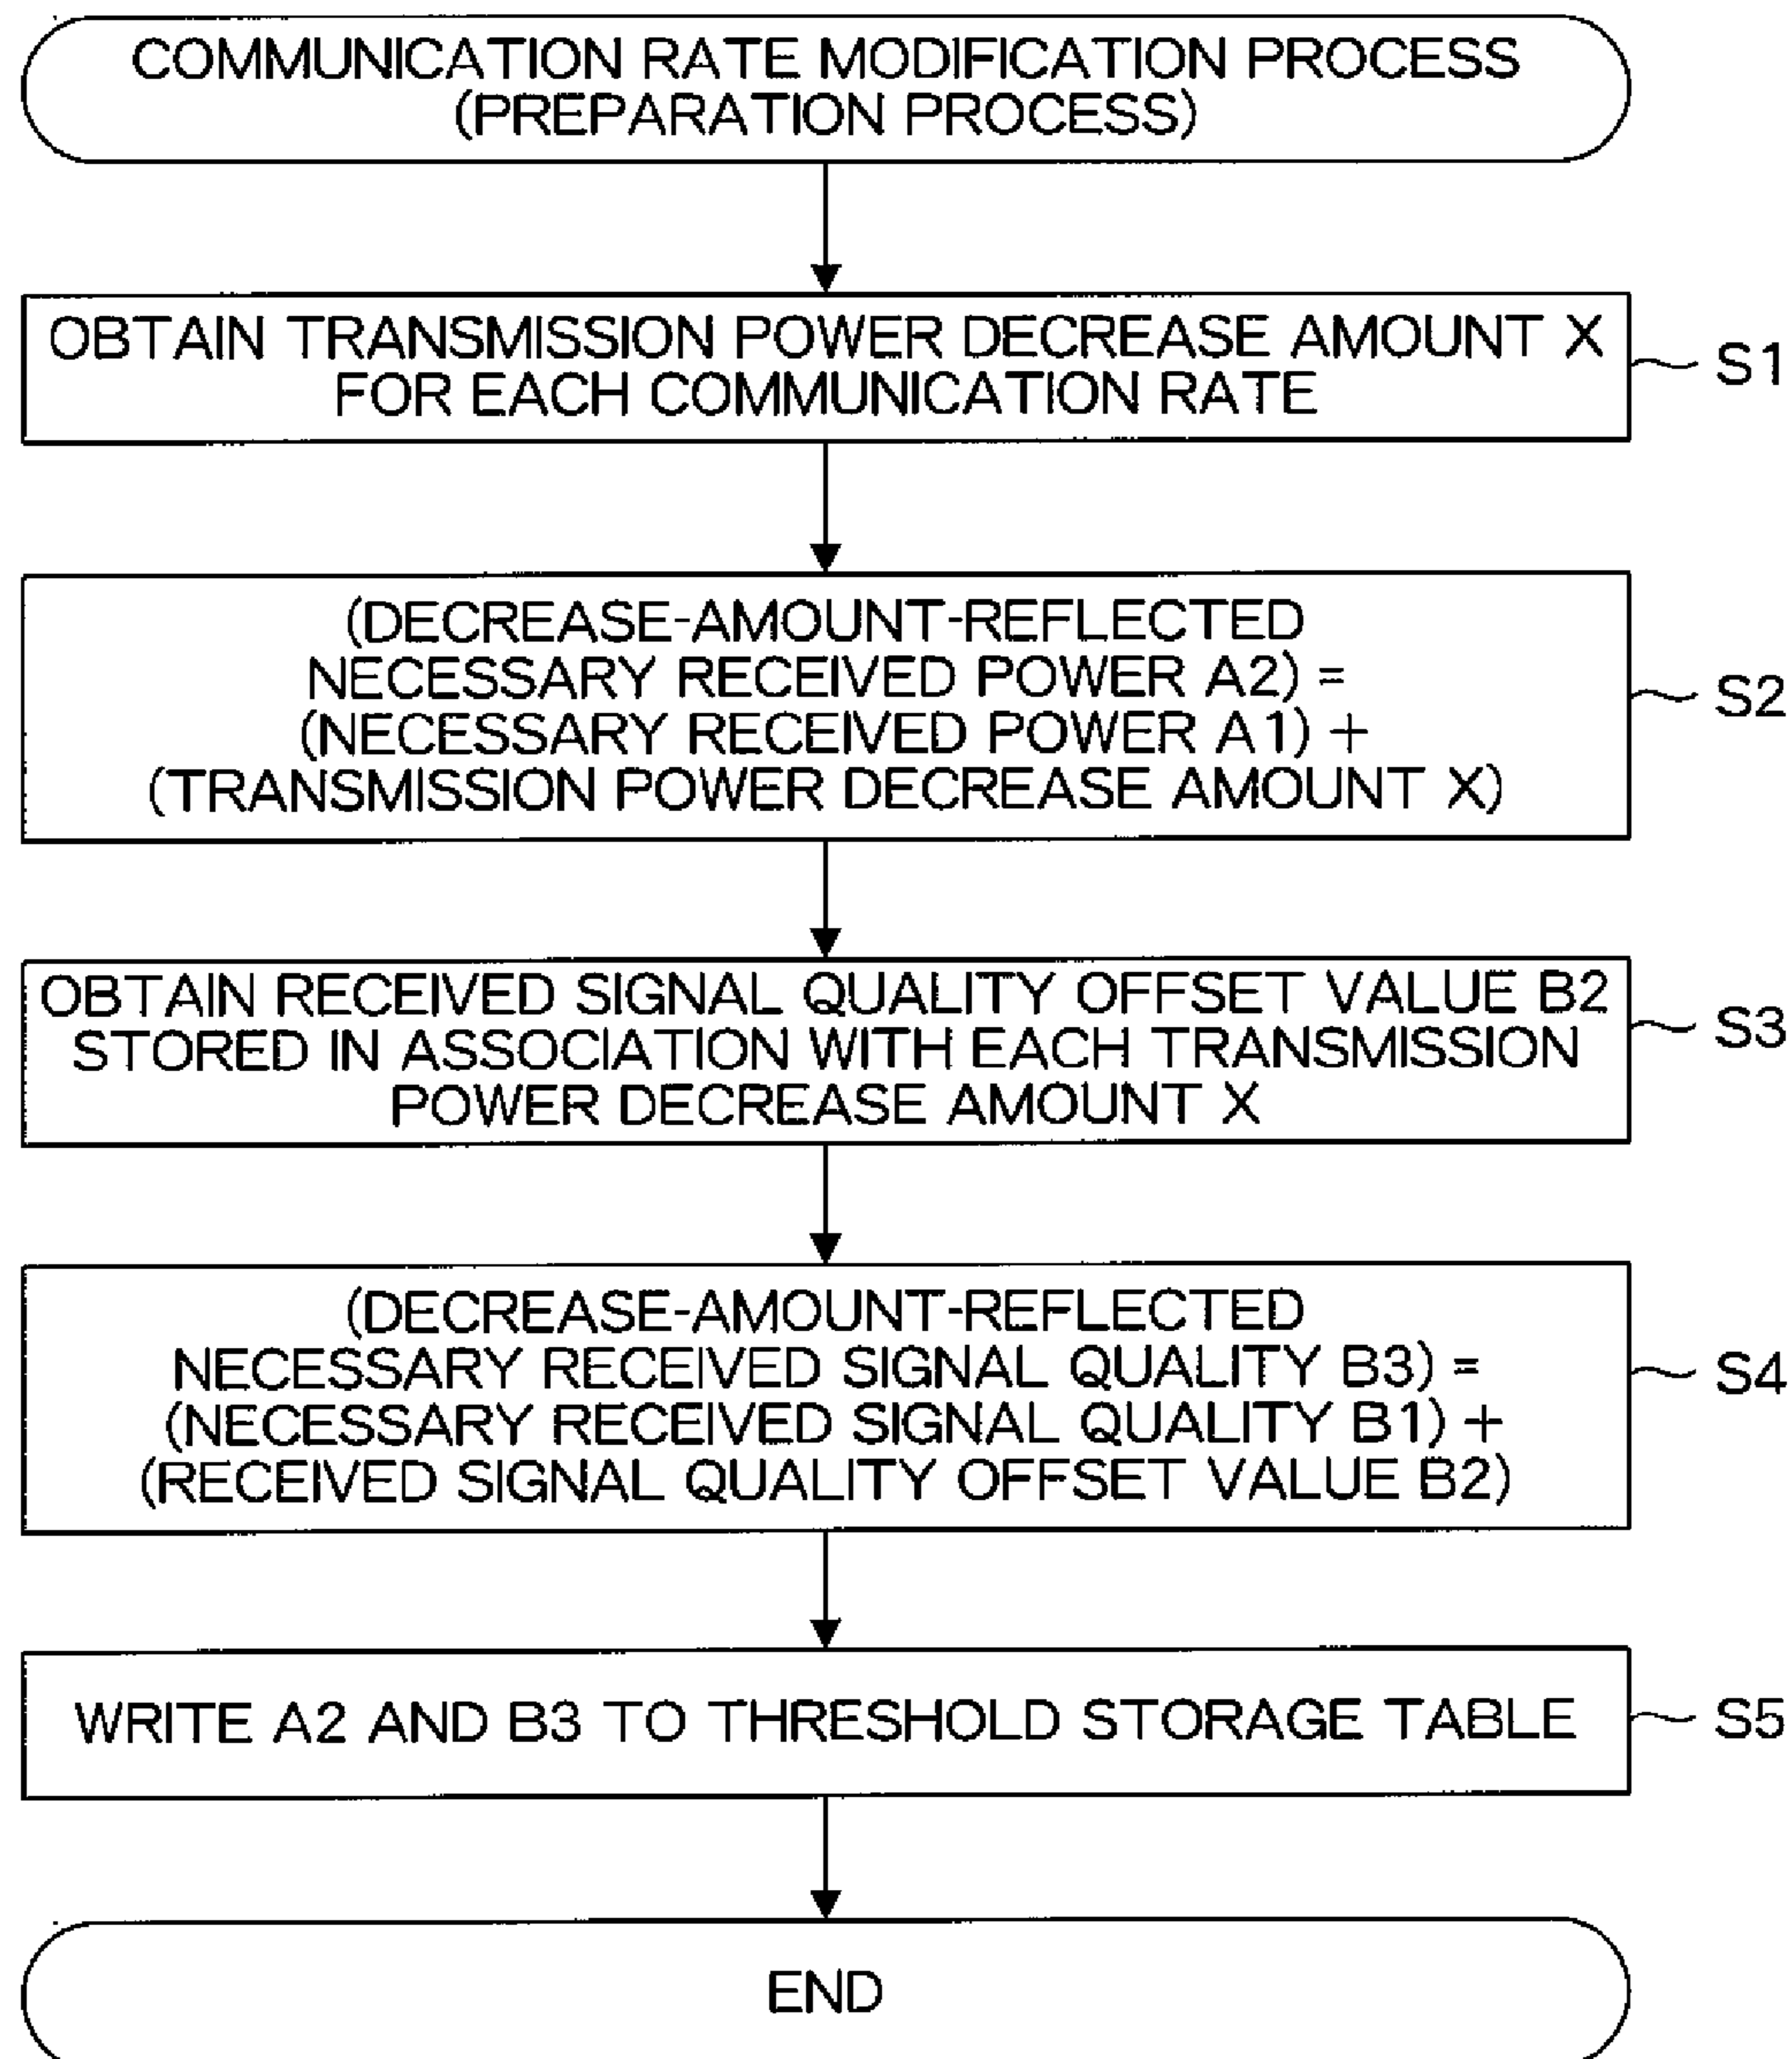 COMMUNICATION RATE MODIFICATION PROCESS
(PREPARATION PROCESS)
OBTAIN TRANSMISSION POWER DECREASE AMOUNT X
FOR EACH COMMUNICATION RATE
S1
(DECREASE-AMOUNT-REFLECTED
NECESSARY RECEIVED POWER A2) =
(NECESSARY RECEIVED POWER A1) +
(TRANSMISSION POWER DECREASE AMOUNT X)
S2
OBTAIN RECEIVED SIGNAL QUALITY OFFSET VALUE B2
STORED IN ASSOCIATION WITH EACH TRANSMISSION
POWER DECREASE AMOUNT X
S3
(DECREASE-AMOUNT-REFLECTED
NECESSARY RECEIVED SIGNAL QUALITY B3) =
(NECESSARY RECEIVED SIGNAL QUALITY B1) +
(RECEIVED SIGNAL QUALITY OFFSET VALUE B2)
S4
WRITE A2 AND B3 TO THRESHOLD STORAGE TABLE
S5
END